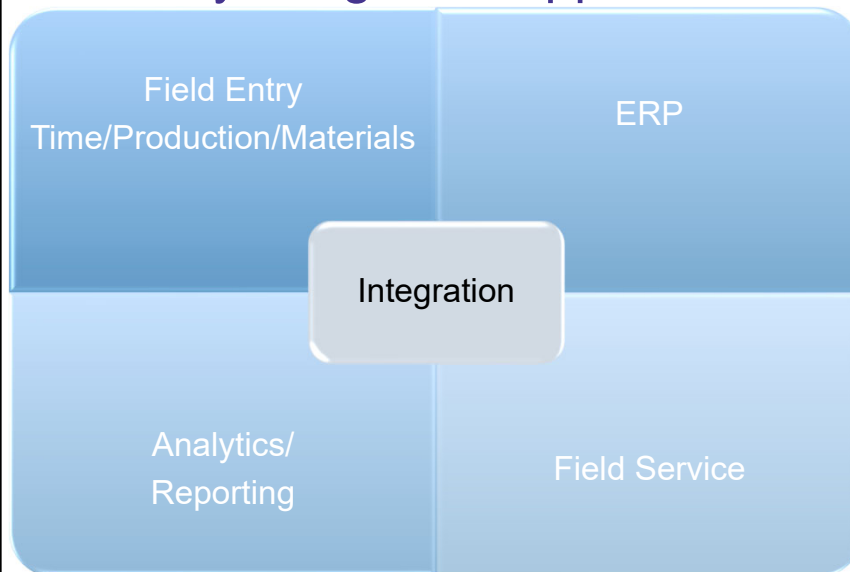 Field Entry
Time/Production/Materials
ERP
Integration
Analytics/
Reporting
Field Service